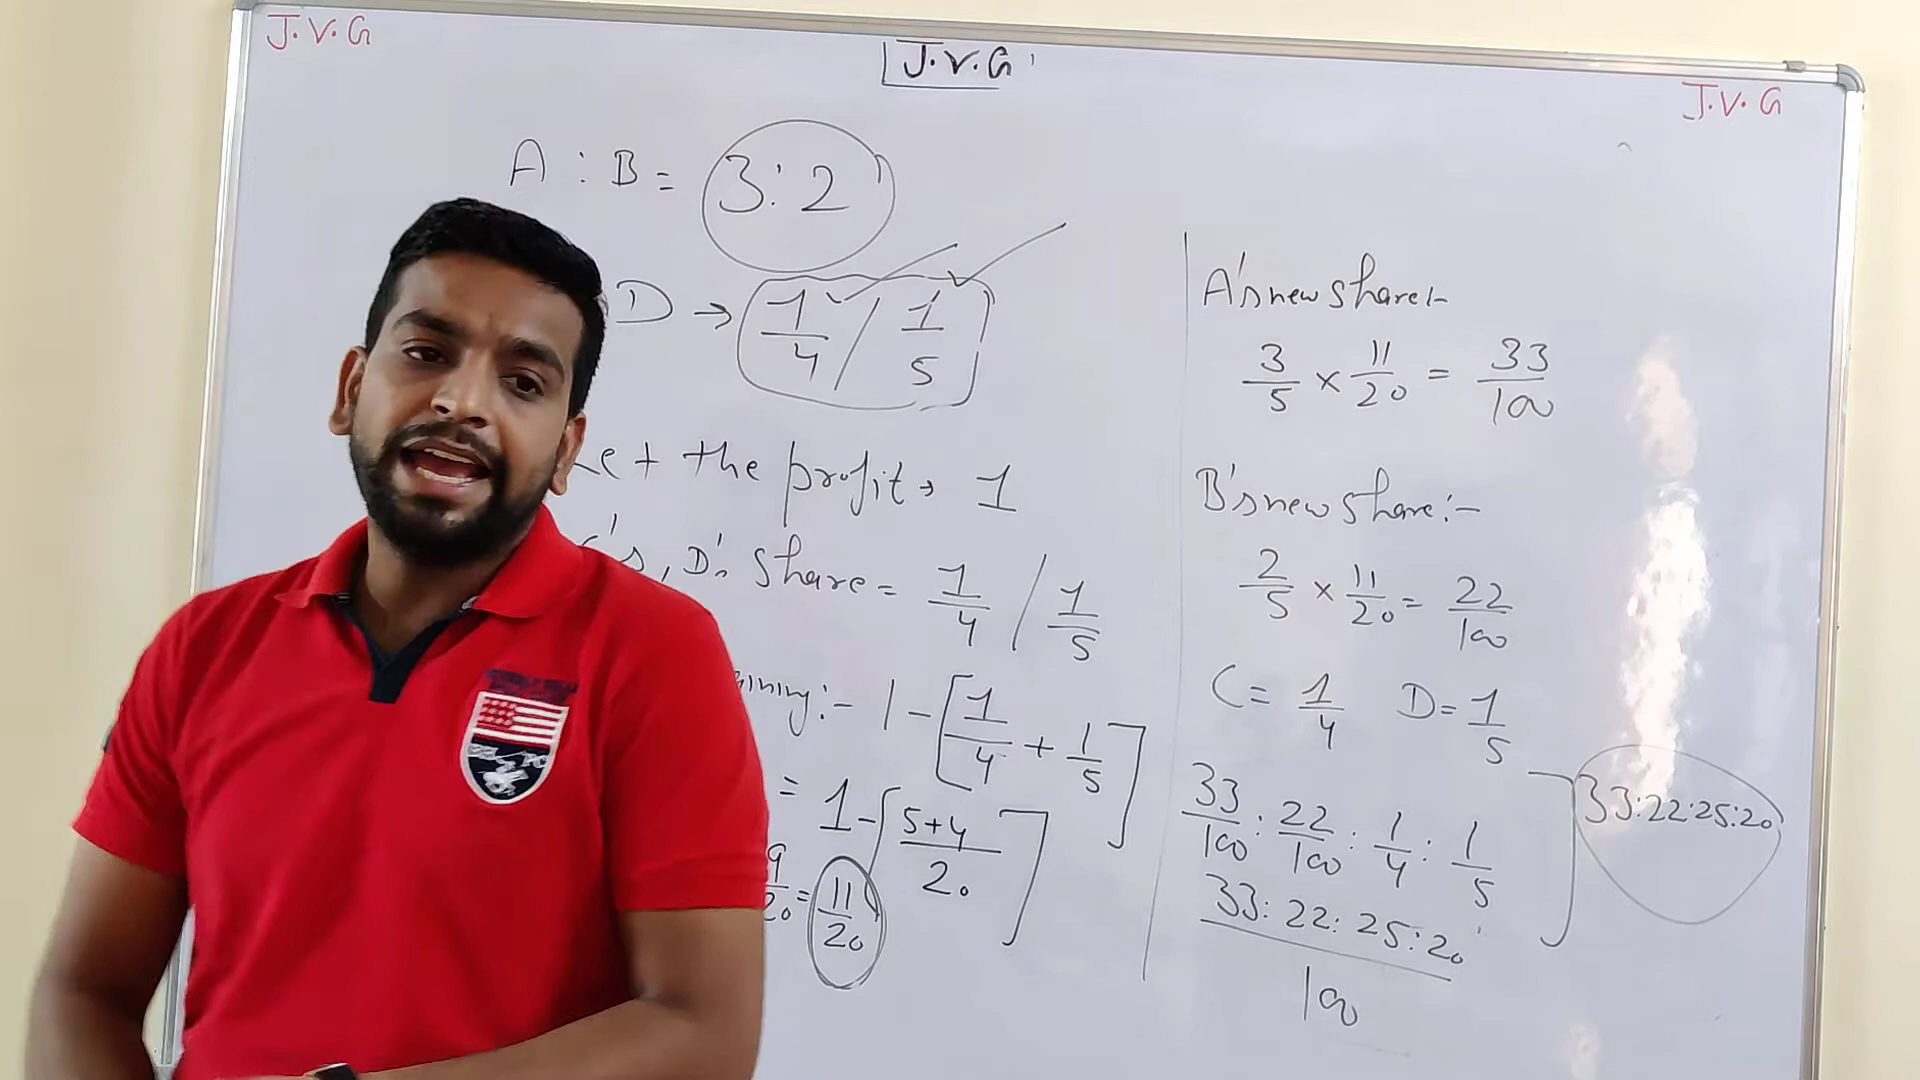 J.V.G
J.V.G
J.V.G
A : B = 3:2
D → 1/4 / 1/5
Let the profit → 1
C's, D's Share = 1/4 / 1/5
:- 1 - [1/4 + 1/5]
= 1 - [5+4/20]
9/20 = 11/20
A's new share:-
3/5 × 11/20 = 33/100
B's new share:-
2/5 × 11/20 = 22/100
C = 1/4 D = 1/5
33/100 : 22/100 : 1/4 : 1/5
33:22:25:20
33: 22: 25: 20
100